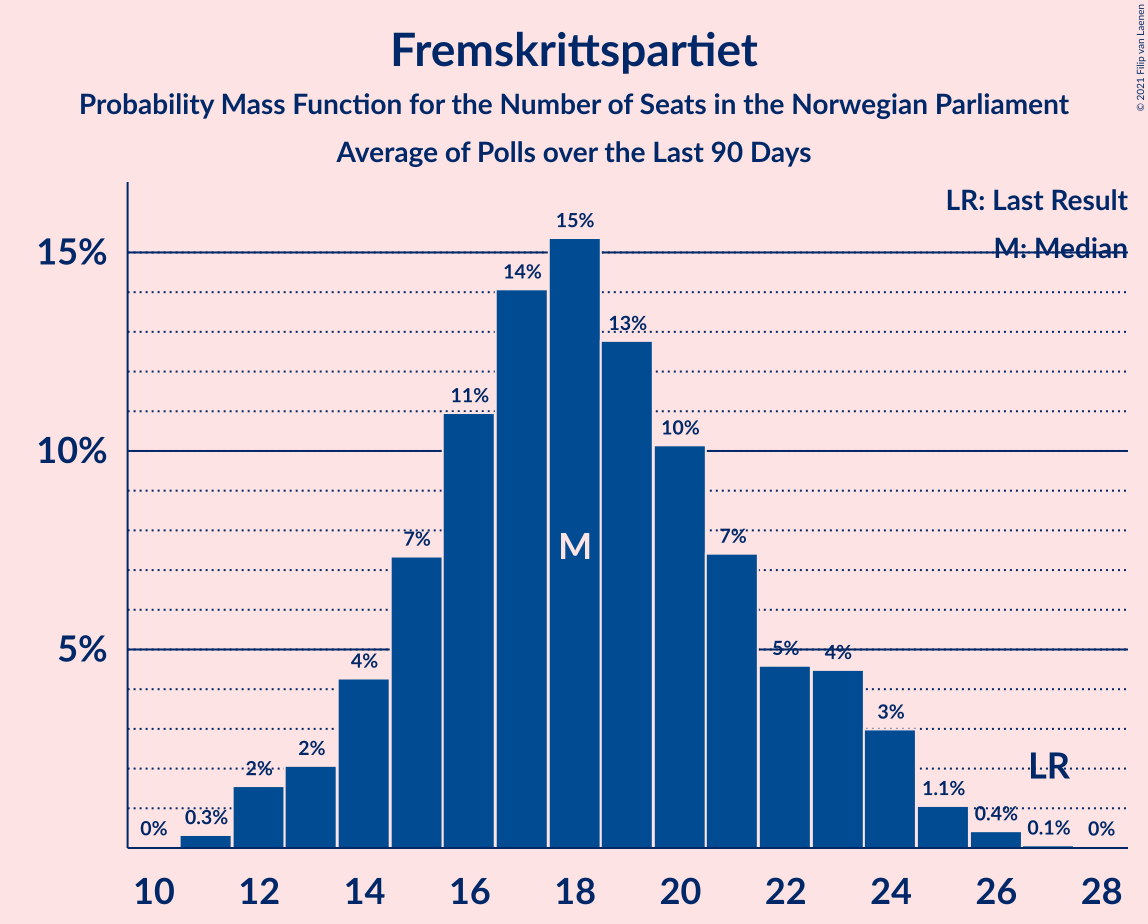 Fremskrittspartiet
Probability Mass Function for the Number of Seats in the Norwegian Parliament
Average of Polls over the Last 90 Days
© 2021 Filip van Laenen
LR: Last Result
M: Median
15%
10%
5%
0%
0.3%
2%
2%
4%
7%
11%
14%
15%
13%
10%
7%
5%
4%
3%
1.1%
0.4%
0.1%
0%
M
LR
10 12 14 16 18 20 22 24 26 28